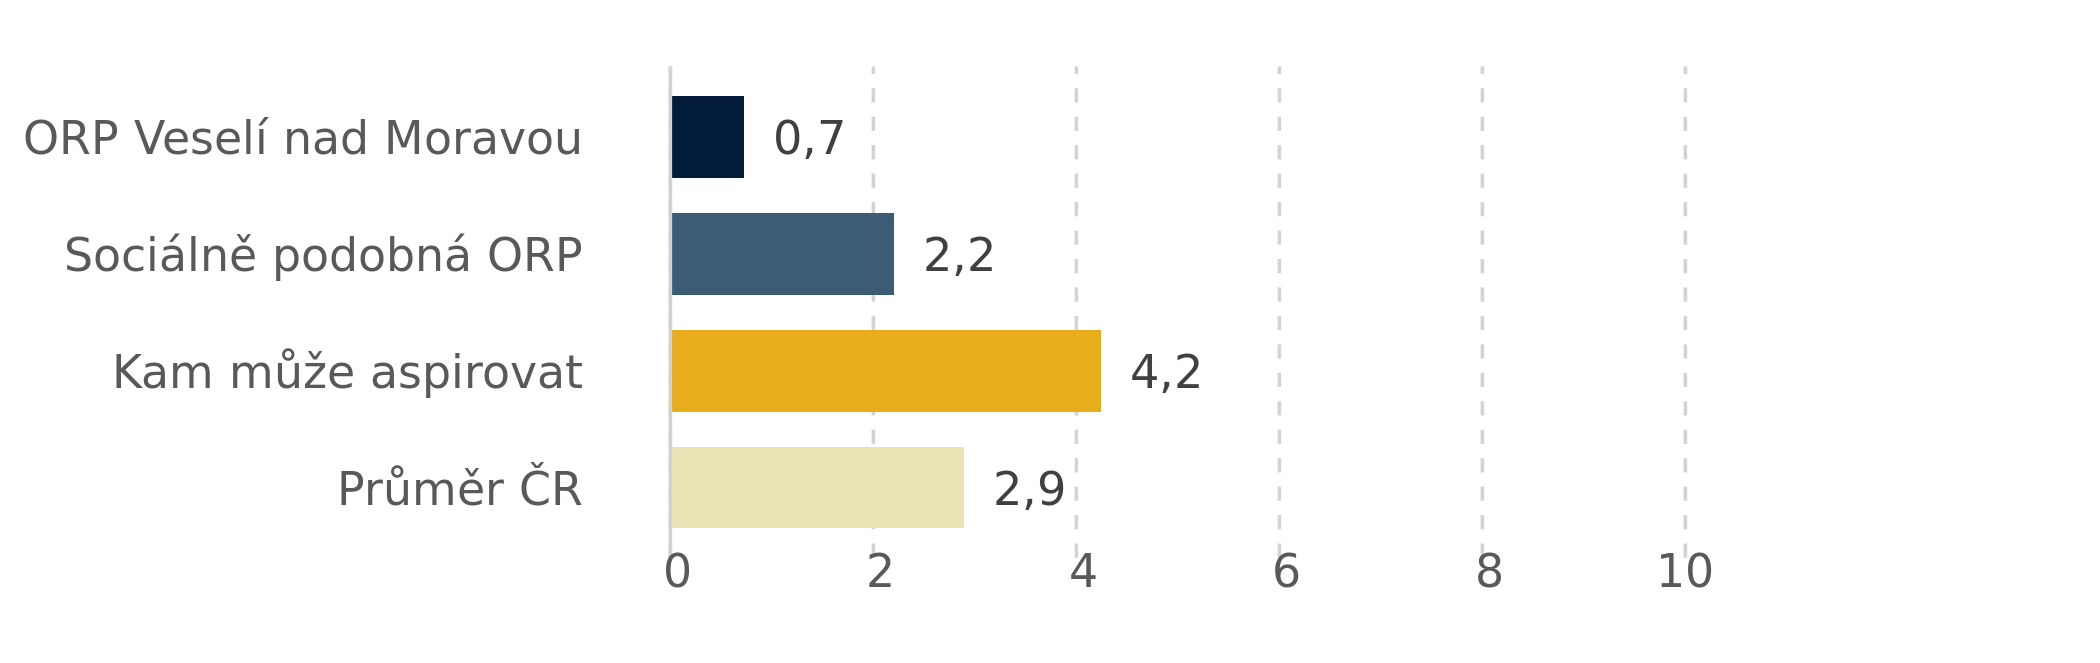 ORP Veselí nad Moravou 0,7
Sociálně podobná ORP 2,2
Kam může aspirovat 4,2
Průměr ČR 2,9
0 2 4 6 8 10